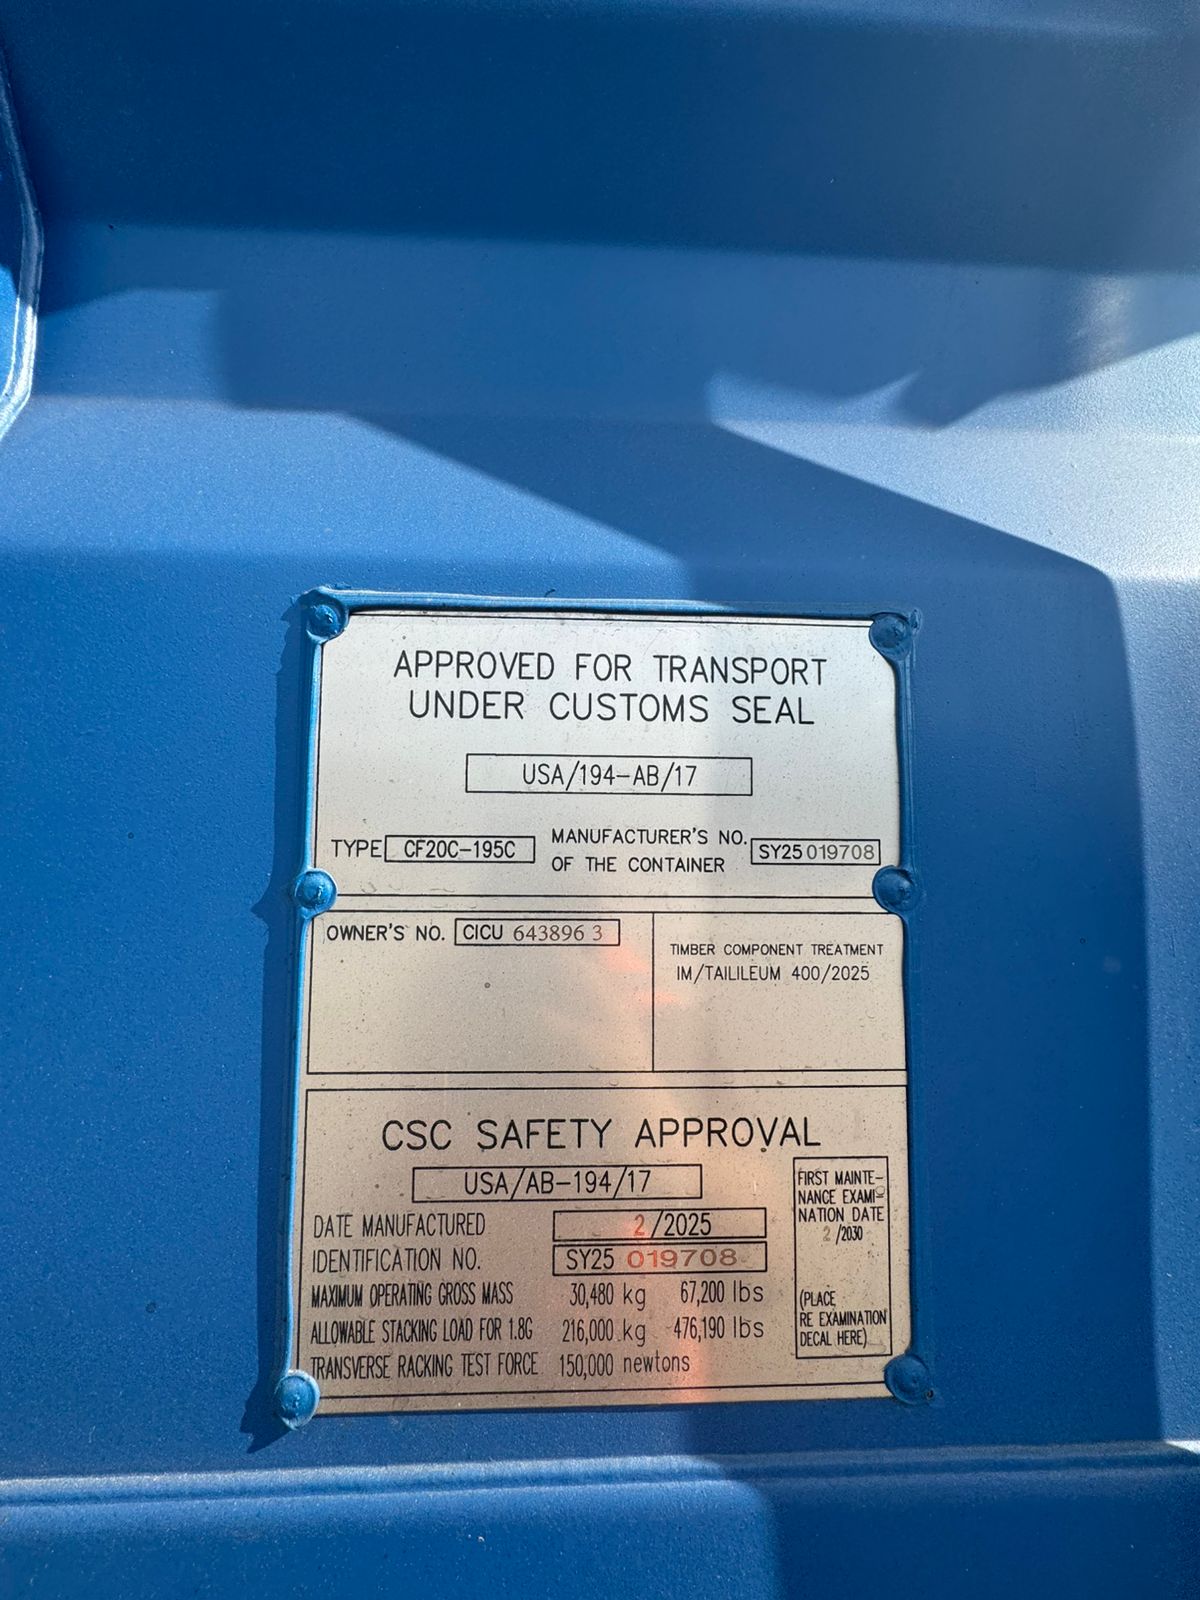 APPROVED FOR TRANSPORT
UNDER CUSTOMS SEAL
USA/194-AB/17
TYPE CF20C-195C
MANUFACTURER'S NO.
OF THE CONTAINER
SY25 019708
OWNER'S NO. CICU 643896 3
TIMBER COMPONENT TREATMENT
IM/TAILILEUM 400/2025
CSC SAFETY APPROVAL
USA/AB-194/17
DATE MANUFACTURED 2/2025
IDENTIFICATION NO. SY25 019708
MAXIMUM OPERATING GROSS MASS 30,480 kg 67,200 lbs
ALLOWABLE STACKING LOAD FOR 1.8G 216,000 kg 476,190 lbs
TRANSVERSE RACKING TEST FORCE 150,000 newtons
FIRST MAINTE-
NANCE EXAMI-
NATION DATE
2 /2030
(PLACE
RE EXAMINATION
DECAL HERE)